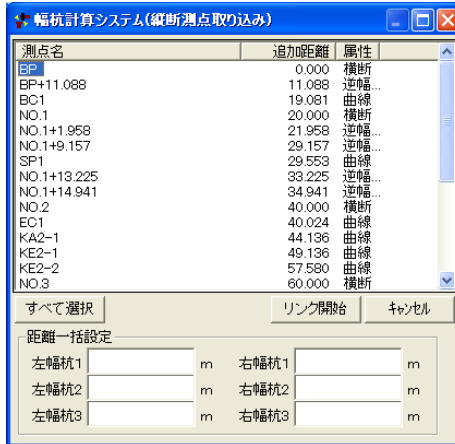 幅杭計算システム(縦断測点取り込み)
測点名 追加距離 属性
BP 0.000 横断
BP+11.088 11.088 逆幅...
BC1 19.081 曲線
NO.1 20.000 横断
NO.1+1.958 21.958 逆幅...
NO.1+9.157 29.157 逆幅...
SP1 29.553 曲線
NO.1+13.225 33.225 逆幅...
NO.1+14.941 34.941 逆幅...
NO.2 40.000 横断
EC1 40.024 曲線
KA2-1 44.136 曲線
KE2-1 49.136 曲線
KE2-2 57.580 曲線
NO.3 60.000 横断
すべて選択 リンク開始 キャンセル
距離一括設定
左幅杭1 m 右幅杭1 m
左幅杭2 m 右幅杭2 m
左幅杭3 m 右幅杭3 m